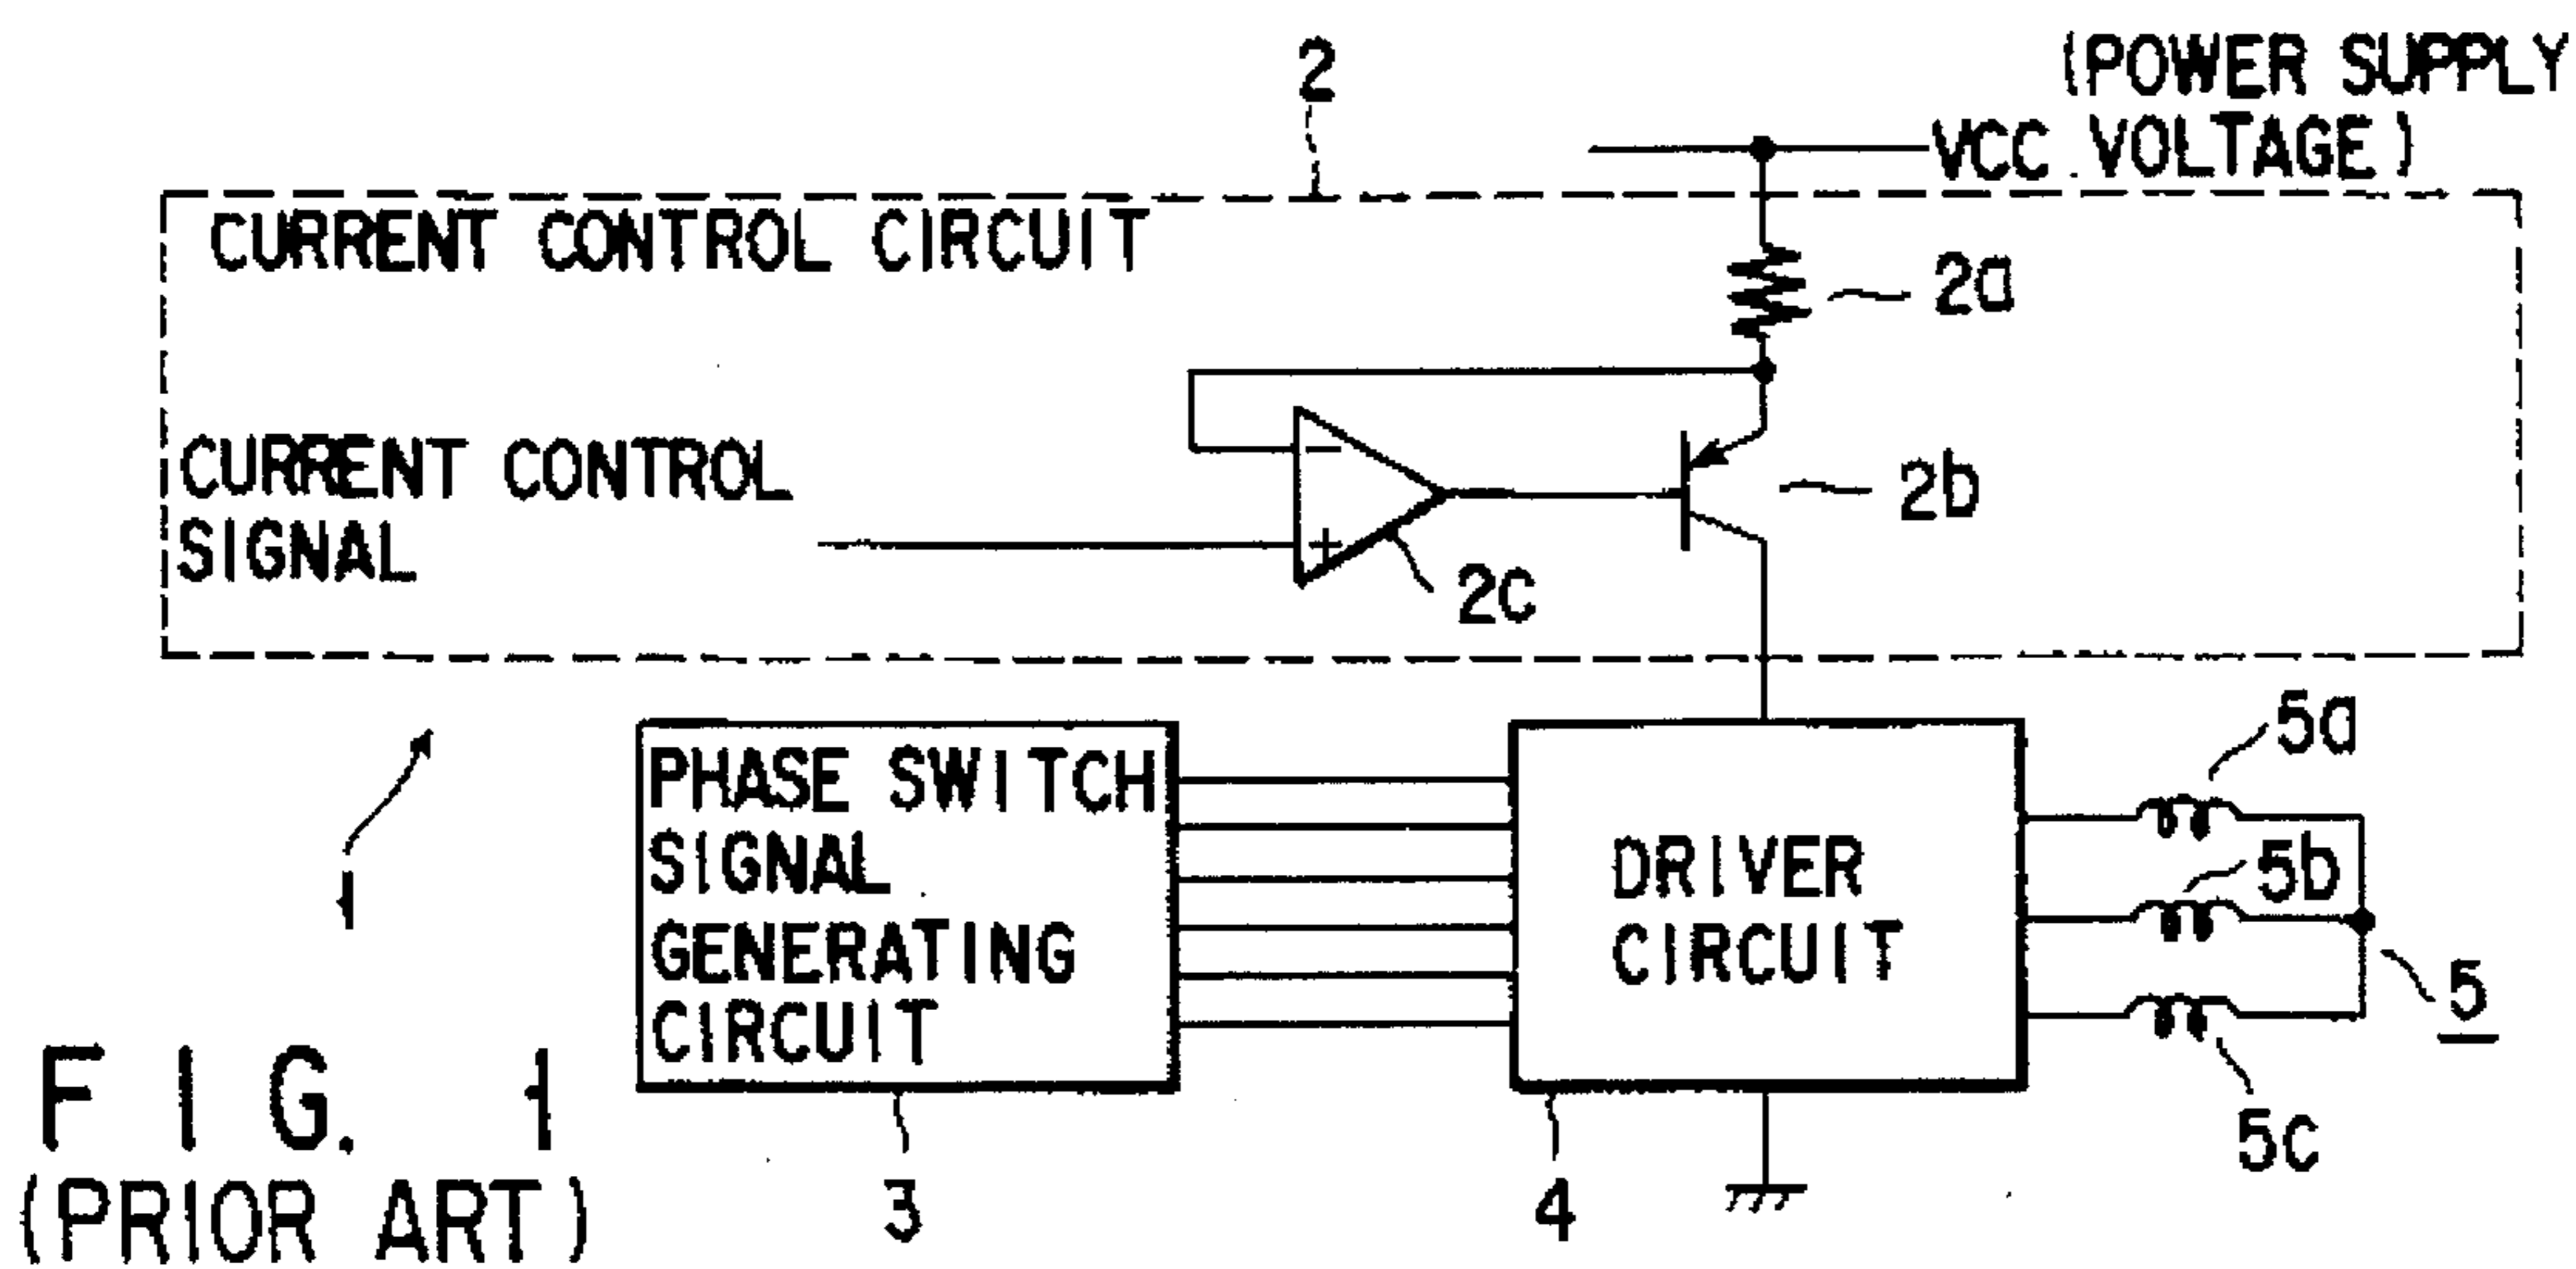 2
(POWER SUPPLY
VCC VOLTAGE)
CURRENT CONTROL CIRCUIT
2a
CURRENT CONTROL
SIGNAL
−
+
2b
2c
1
PHASE SWITCH
SIGNAL
GENERATING
CIRCUIT
3
DRIVER
CIRCUIT
4
5a
5b
5
5c
FIG. 1
(PRIOR ART)